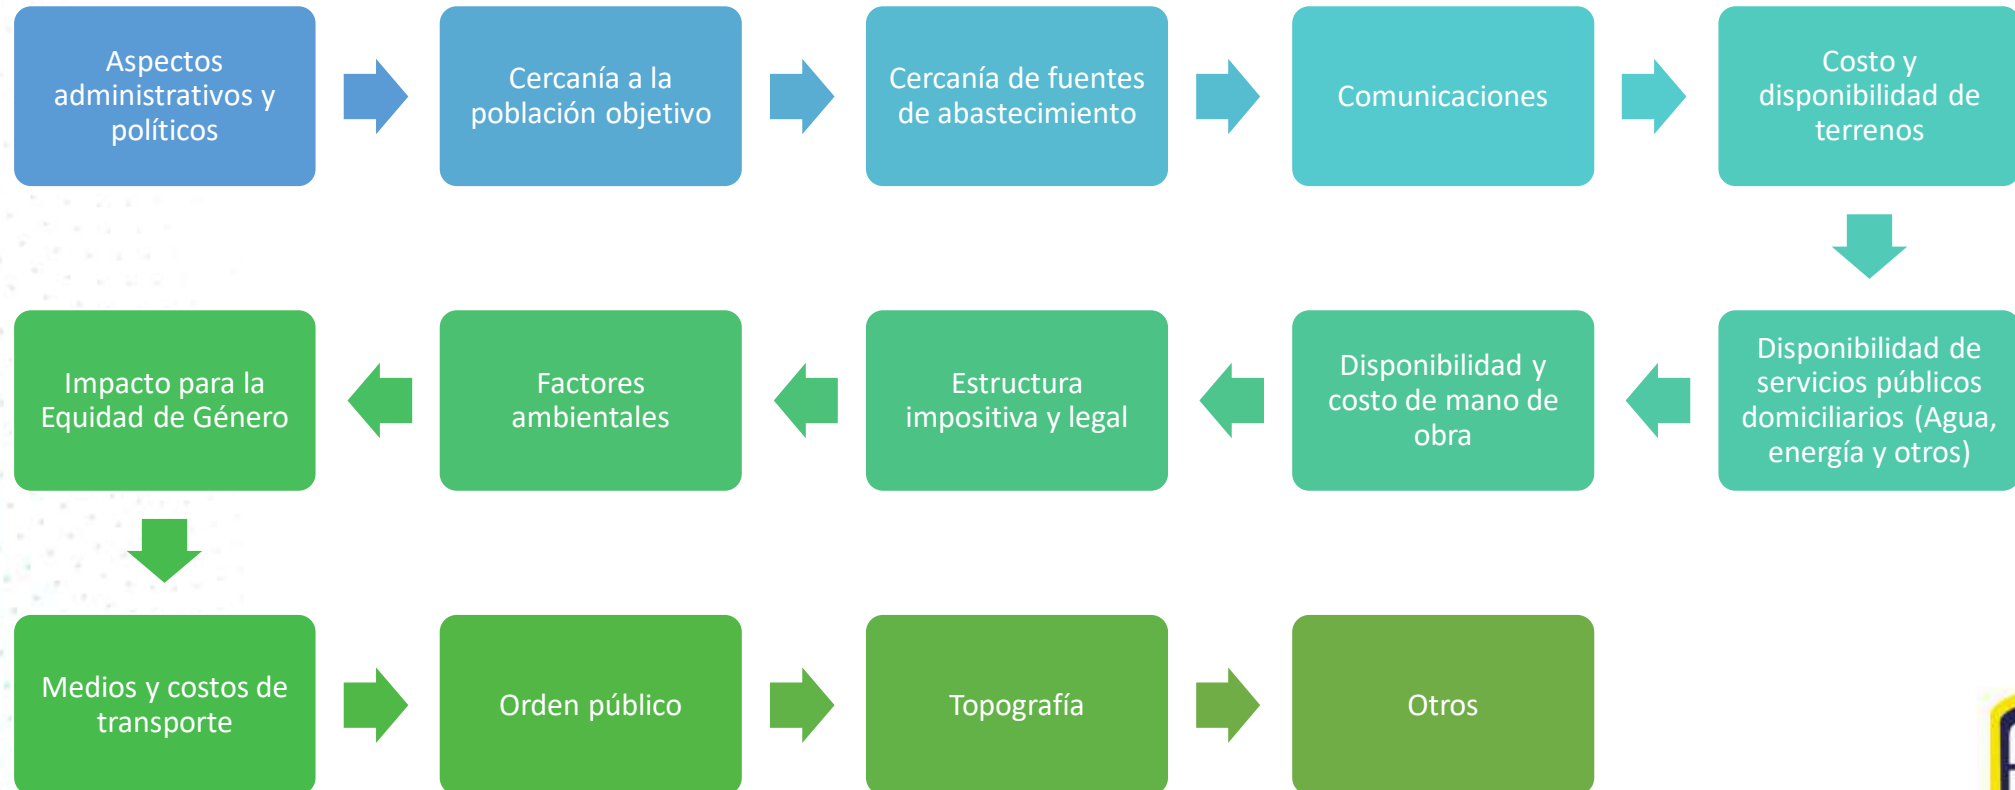 Aspectos
administrativos y
políticos
Cercanía a la
población objetivo
Cercanía de fuentes
de abastecimiento
Comunicaciones
Costo y
disponibilidad de
terrenos
Disponibilidad de
servicios públicos
domiciliarios (Agua,
energía y otros)
Disponibilidad y
costo de mano de
obra
Estructura
impositiva y legal
Factores
ambientales
Impacto para la
Equidad de Género
Medios y costos de
transporte
Orden público
Topografía
Otros